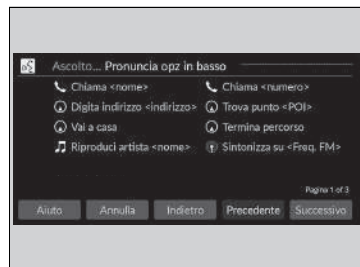 Ascolto... Pronuncia opz in basso
Chiama <nome>
Chiama <numero>
Digita indirizzo <indirizzo>
Trova punto <POI>
Vai a casa
Termina percorso
Riproduci artista <nome>
Sintonizza su <Freq. FM>
Pagina 1 of 3
Aiuto Annulla Indietro Precedente Successivo